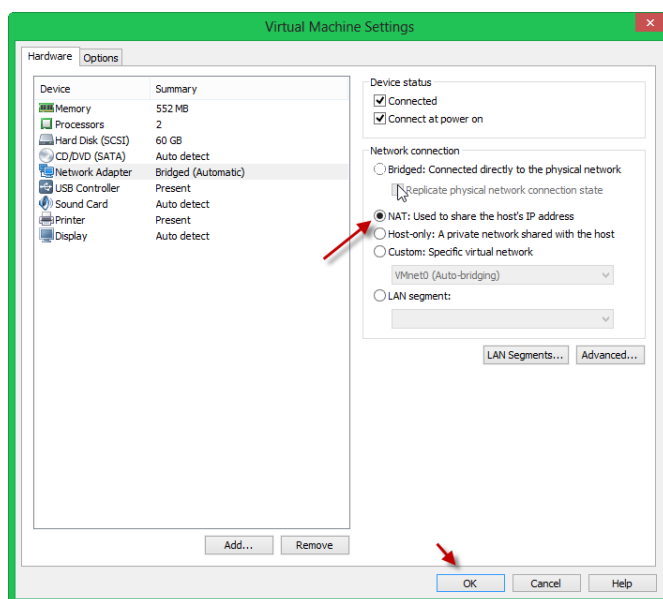 Virtual Machine Settings
Hardware Options
Device Summary
Memory 552 MB
Processors 2
Hard Disk (SCSI) 60 GB
CD/DVD (SATA) Auto detect
Network Adapter Bridged (Automatic)
USB Controller Present
Sound Card Auto detect
Printer Present
Display Auto detect
Add... Remove
Device status
Connected
Connect at power on
Network connection
Bridged: Connected directly to the physical network
Replicate physical network connection state
NAT: Used to share the host's IP address
Host-only: A private network shared with the host
Custom: Specific virtual network
VMnet0 (Auto-bridging)
LAN segment:
LAN Segments... Advanced...
OK Cancel Help